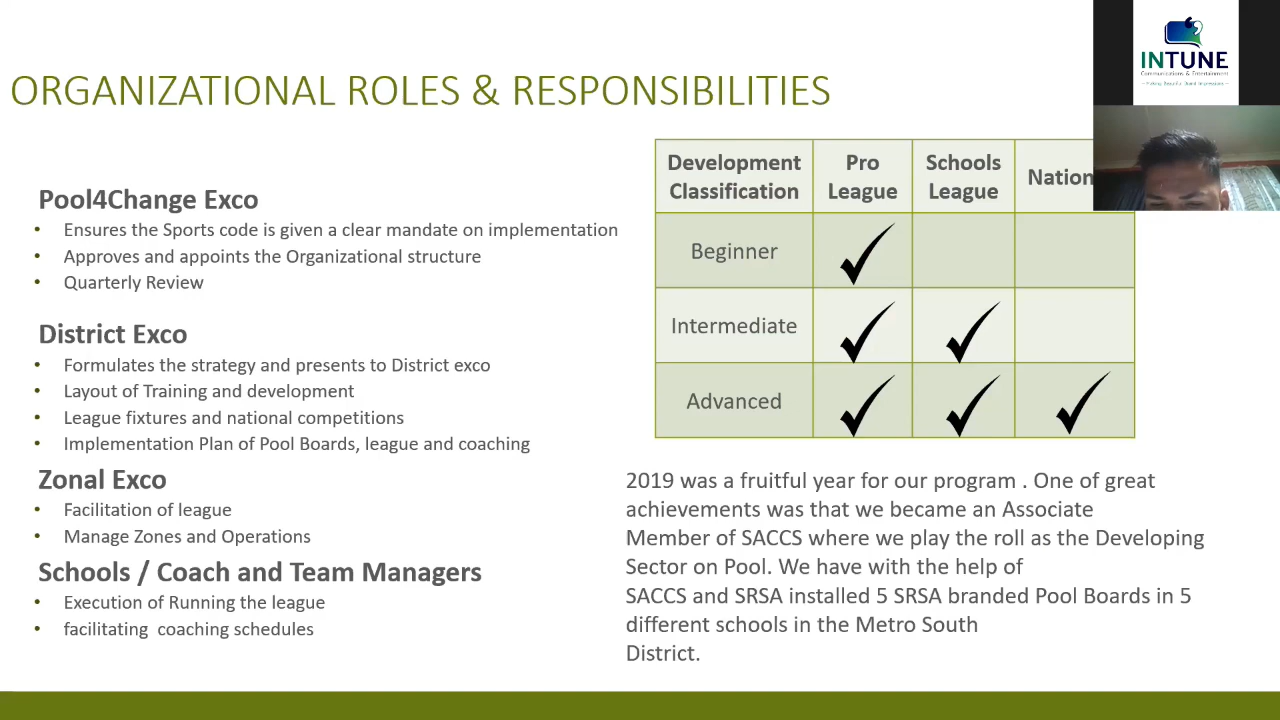 INTUNE
Communications & Entertainment
ORGANIZATIONAL ROLES & RESPONSIBILITIES
Pool4Change Exco
• Ensures the Sports code is given a clear mandate on implementation
• Approves and appoints the Organizational structure
• Quarterly Review
District Exco
• Formulates the strategy and presents to District exco
• Layout of Training and development
• League fixtures and national competitions
• Implementation Plan of Pool Boards, league and coaching
Zonal Exco
• Facilitation of league
• Manage Zones and Operations
Schools / Coach and Team Managers
• Execution of Running the league
• facilitating coaching schedules
Development Classification Pro League Schools League Nation
Beginner ✓
Intermediate ✓ ✓
Advanced ✓ ✓ ✓
2019 was a fruitful year for our program . One of great
achievements was that we became an Associate
Member of SACCS where we play the roll as the Developing
Sector on Pool. We have with the help of
SACCS and SRSA installed 5 SRSA branded Pool Boards in 5
different schools in the Metro South
District.